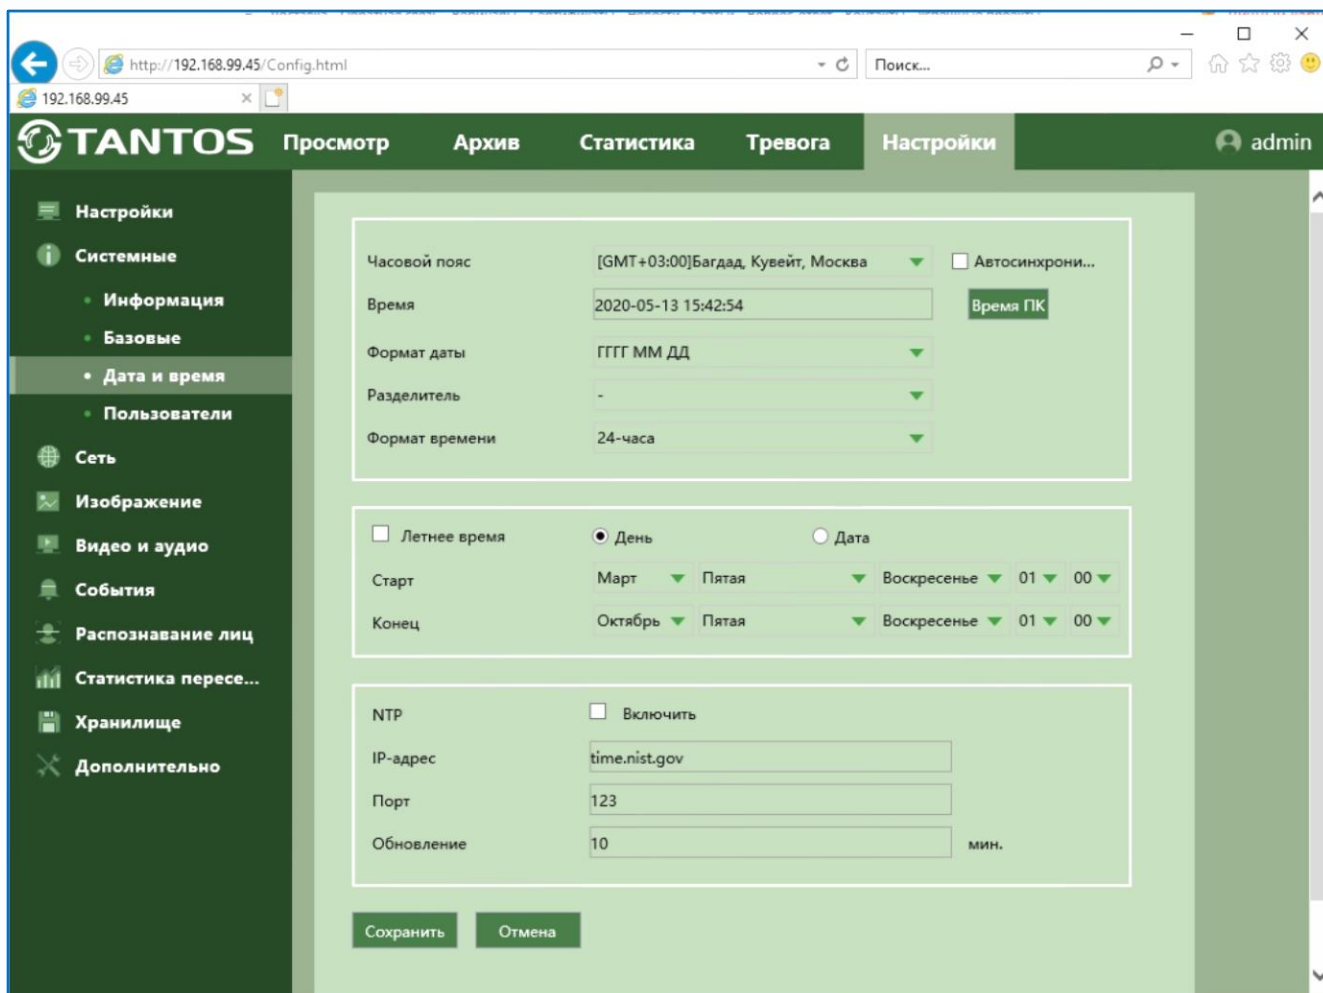 http://192.168.99.45/Config.html
Поиск...
192.168.99.45
TANTOS Просмотр Архив Статистика Тревога Настройки admin
Настройки
Системные
Информация
Базовые
Дата и время
Пользователи
Сеть
Изображение
Видео и аудио
События
Распознавание лиц
Статистика пересе...
Хранилище
Дополнительно
Часовой пояс [GMT+03:00]Багдад, Кувейт, Москва Автосинхрони...
Время 2020-05-13 15:42:54 Время ПК
Формат даты ГГГГ ММ ДД
Разделитель -
Формат времени 24-часа
Летнее время День Дата
Старт Март Пятая Воскресенье 01 00
Конец Октябрь Пятая Воскресенье 01 00
NTP Включить
IP-адрес time.nist.gov
Порт 123
Обновление 10 мин.
Сохранить Отмена